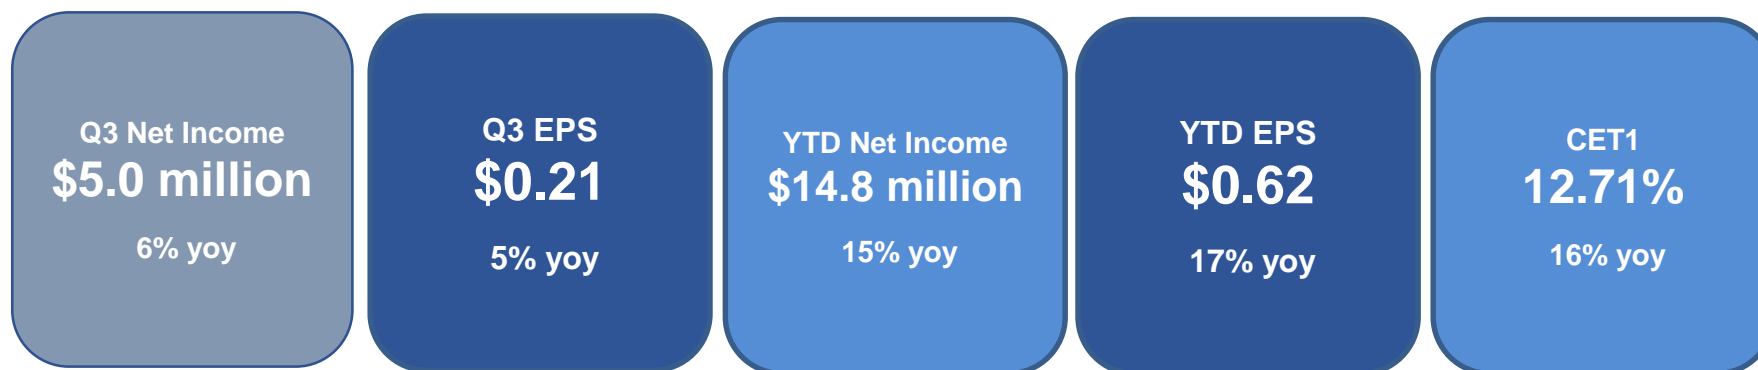 Q3 Net Income
$5.0 million
6% yoy
Q3 EPS
$0.21
5% yoy
YTD Net Income
$14.8 million
15% yoy
YTD EPS
$0.62
17% yoy
CET1
12.71%
16% yoy